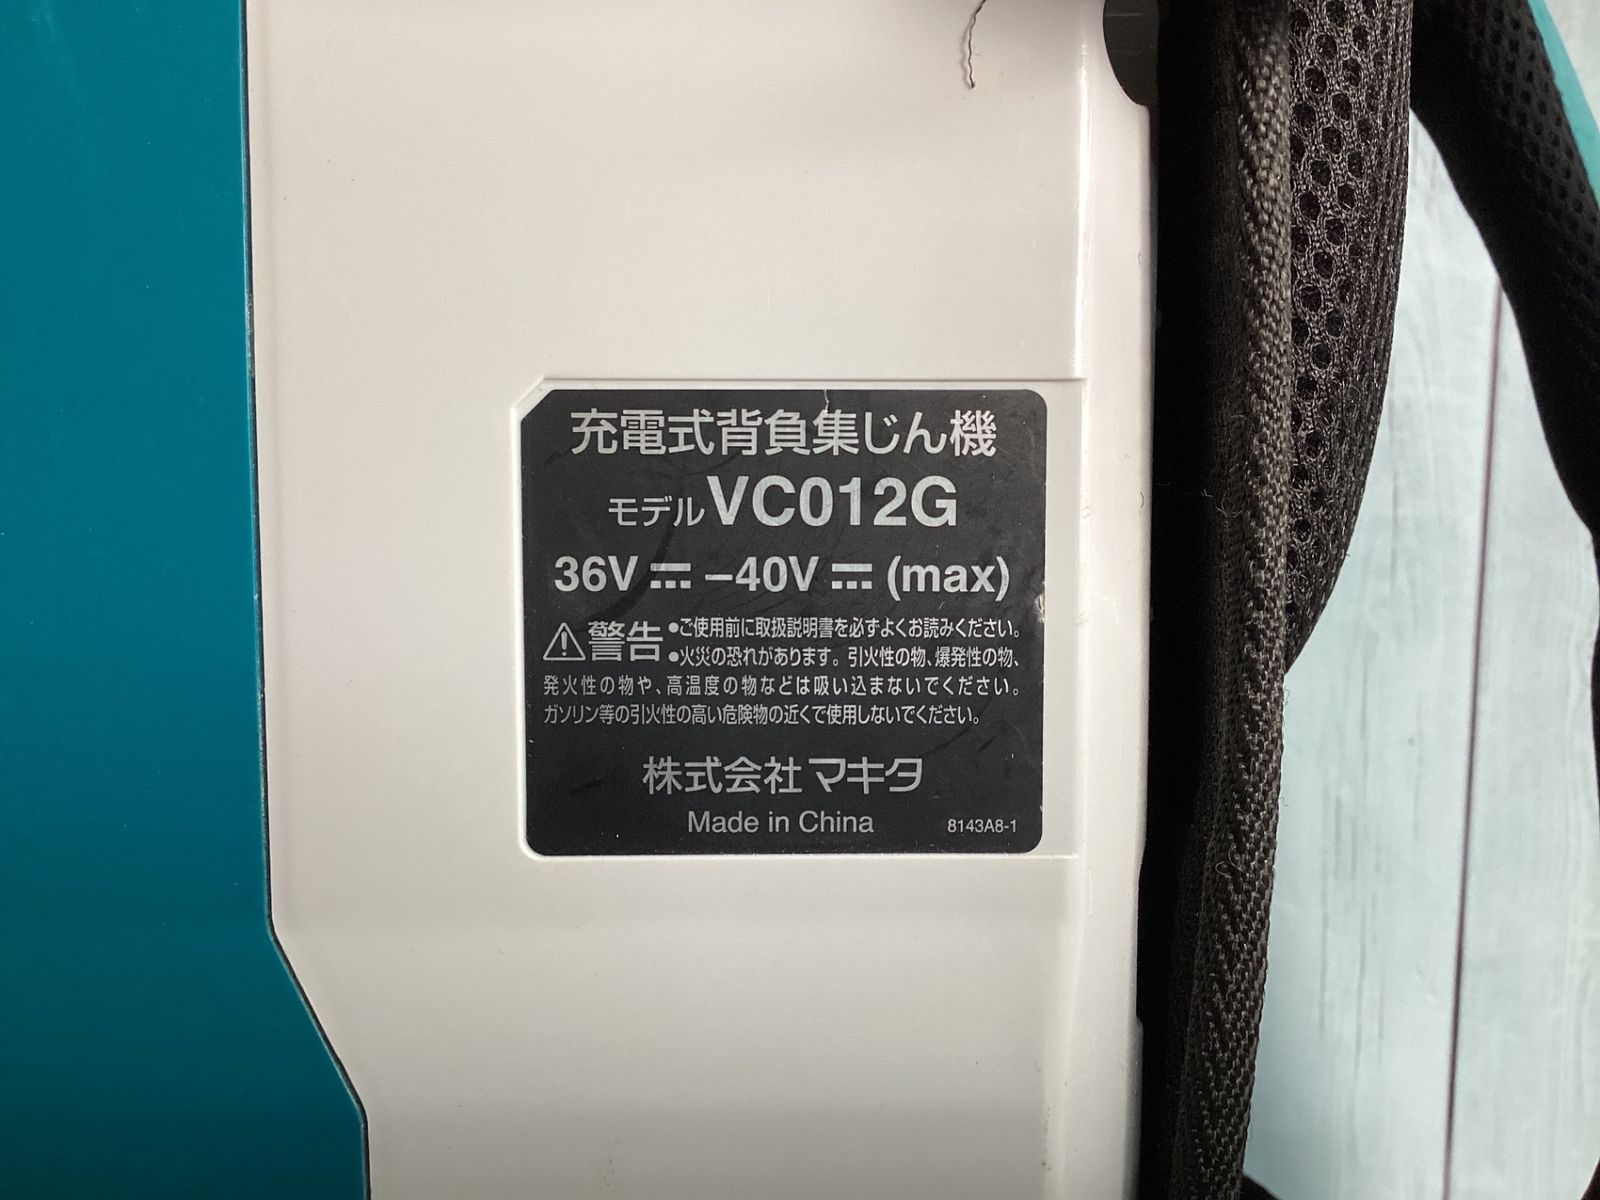 充電式背負集じん機
モデルVC012G
36V⎓–40V⎓(max)
⚠警告 •ご使用前に取扱説明書を必ずよくお読みください。
•火災の恐れがあります。引火性の物、爆発性の物、
発火性の物や、高温度の物などは吸い込まないでください。
ガソリン等の引火性の高い危険物の近くで使用しないでください。
株式会社マキタ
Made in China 8143A8-1